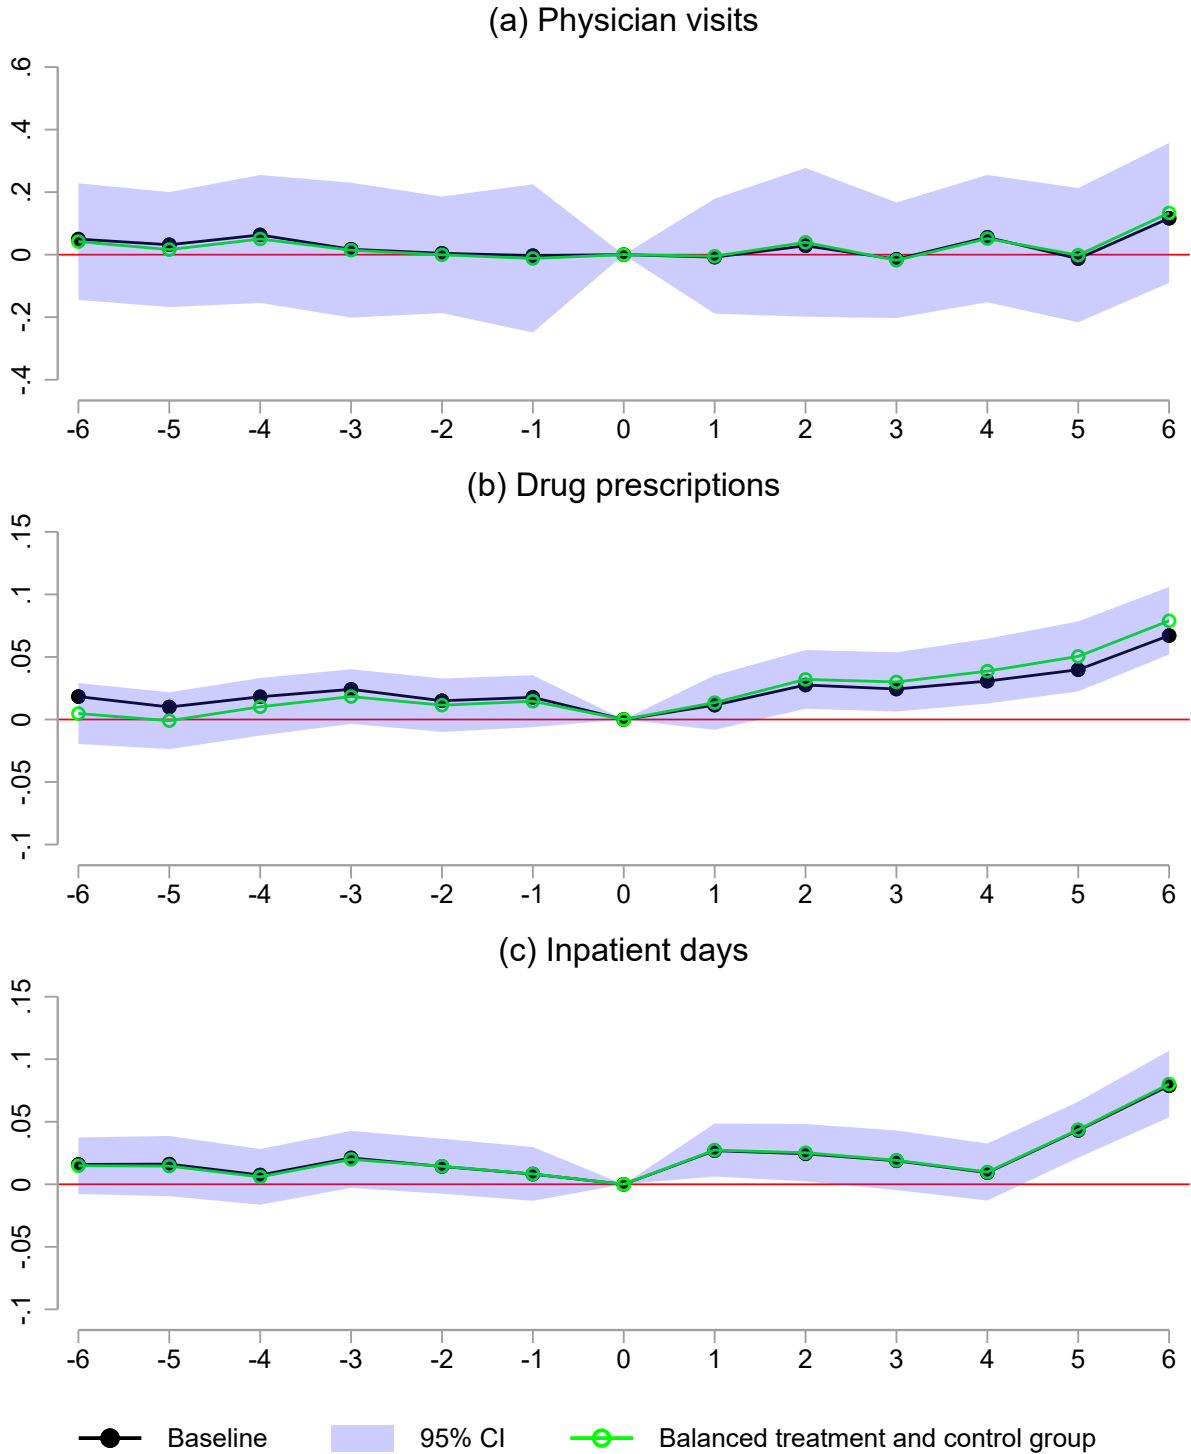 (a) Physician visits
.6
.4
.2
0
-.2
-.4
-6 -5 -4 -3 -2 -1 0 1 2 3 4 5 6
(b) Drug prescriptions
.15
.1
.05
0
-.05
-.1
-6 -5 -4 -3 -2 -1 0 1 2 3 4 5 6
(c) Inpatient days
.15
.1
.05
0
-.05
-.1
-6 -5 -4 -3 -2 -1 0 1 2 3 4 5 6
Baseline 95% CI Balanced treatment and control group